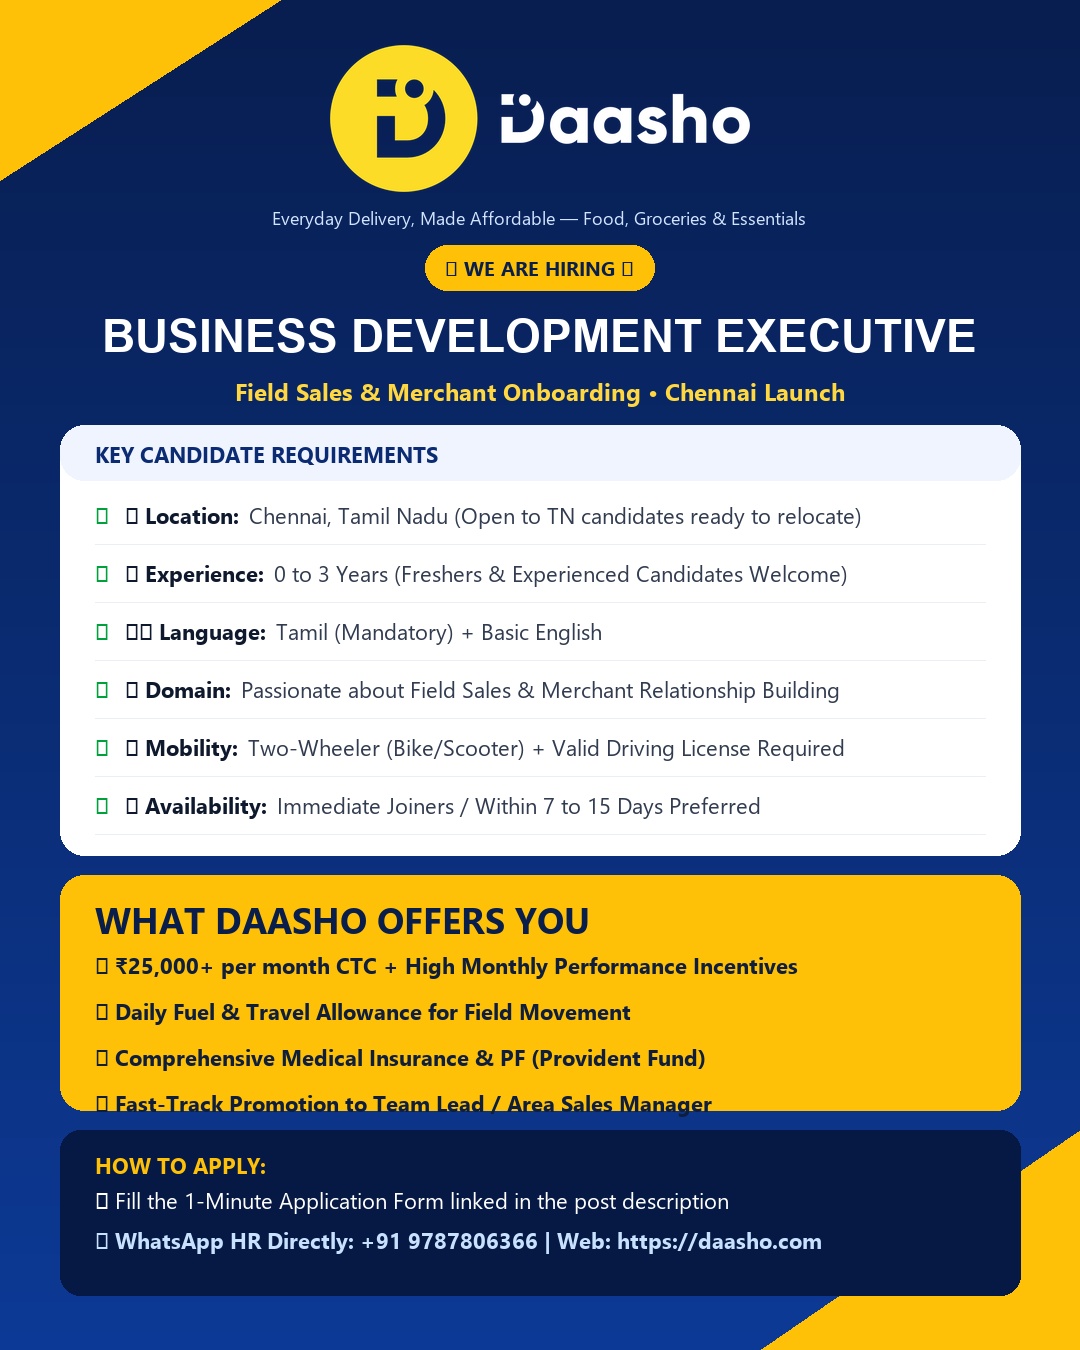 Daasho
Everyday Delivery, Made Affordable — Food, Groceries & Essentials
WE ARE HIRING
BUSINESS DEVELOPMENT EXECUTIVE
Field Sales & Merchant Onboarding • Chennai Launch
KEY CANDIDATE REQUIREMENTS
Location: Chennai, Tamil Nadu (Open to TN candidates ready to relocate)
Experience: 0 to 3 Years (Freshers & Experienced Candidates Welcome)
Language: Tamil (Mandatory) + Basic English
Domain: Passionate about Field Sales & Merchant Relationship Building
Mobility: Two-Wheeler (Bike/Scooter) + Valid Driving License Required
Availability: Immediate Joiners / Within 7 to 15 Days Preferred
WHAT DAASHO OFFERS YOU
₹25,000+ per month CTC + High Monthly Performance Incentives
Daily Fuel & Travel Allowance for Field Movement
Comprehensive Medical Insurance & PF (Provident Fund)
Fast-Track Promotion to Team Lead / Area Sales Manager
HOW TO APPLY:
Fill the 1-Minute Application Form linked in the post description
WhatsApp HR Directly: +91 9787806366 | Web: https://daasho.com